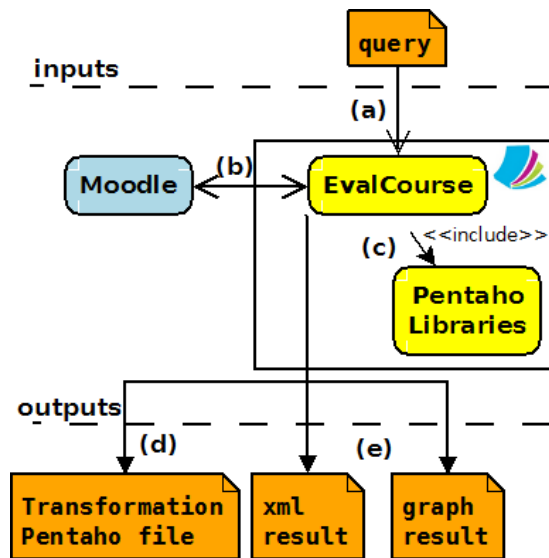 query
inputs
(a)
Moodle
(b)
EvalCourse
(c)
<<include>>
Pentaho
Libraries
outputs
(d)
(e)
Transformation
Pentaho file
xml
result
graph
result